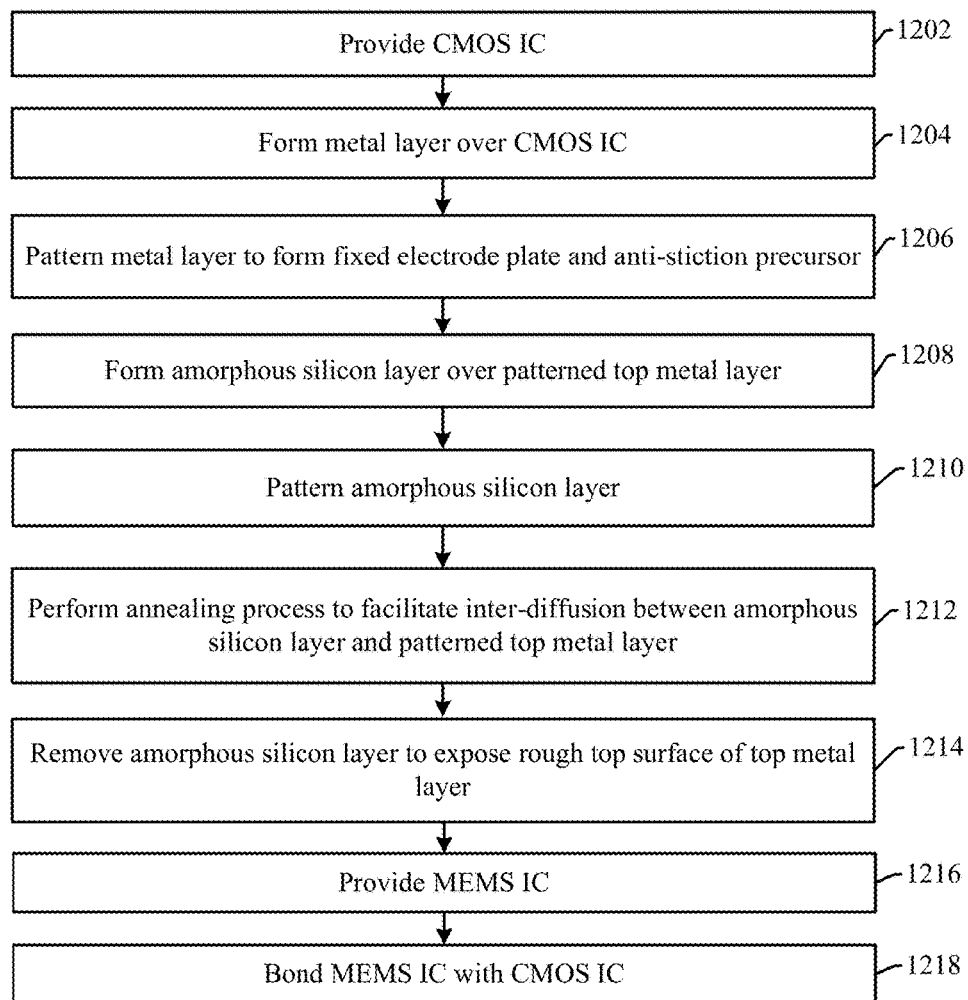 Provide CMOS IC
1202
Form metal layer over CMOS IC
1204
Pattern metal layer to form fixed electrode plate and anti-stiction precursor
1206
Form amorphous silicon layer over patterned top metal layer
1208
Pattern amorphous silicon layer
1210
Perform annealing process to facilitate inter-diffusion between amorphous
silicon layer and patterned top metal layer
1212
Remove amorphous silicon layer to expose rough top surface of top metal
layer
1214
Provide MEMS IC
1216
Bond MEMS IC with CMOS IC
1218